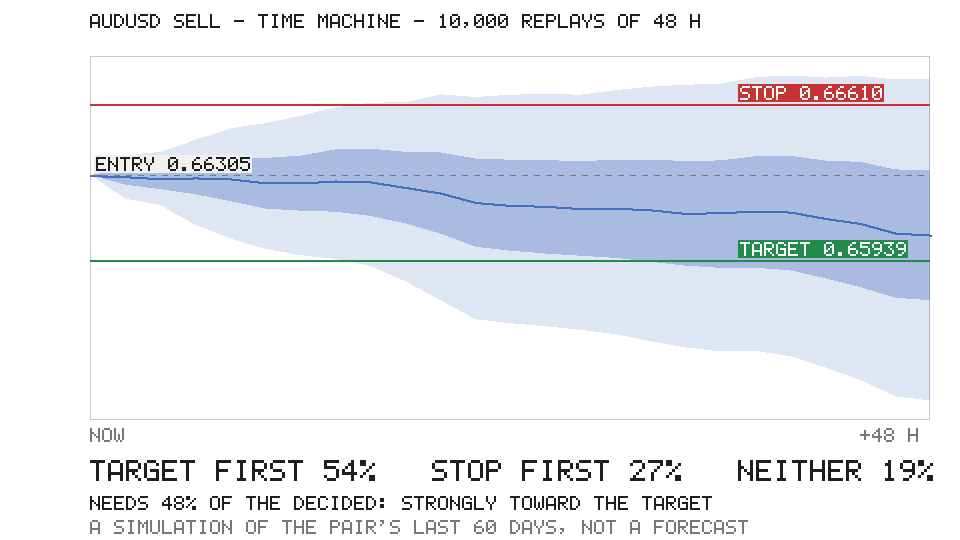 AUDUSD SELL - TIME MACHINE - 10,000 REPLAYS OF 48 H
STOP 0.66610
ENTRY 0.66305
TARGET 0.65939
NOW
+48 H
TARGET FIRST 54% STOP FIRST 27% NEITHER 19%
NEEDS 48% OF THE DECIDED: STRONGLY TOWARD THE TARGET
A SIMULATION OF THE PAIR'S LAST 60 DAYS, NOT A FORECAST